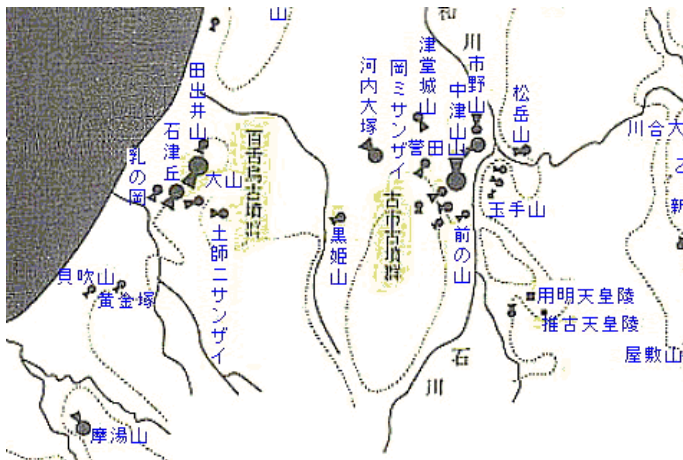 山
和
川
田出井山
石津丘
乳の岡
大山
百舌鳥古墳群
土師ニサンザイ
貝吹山
黄金塚
摩湯山
黒姫山
河内大塚
岡ミサンザイ
津堂城山
古市古墳群
誉田山
中津山
市野山
前の山
松岳山
玉手山
川合大
新
用明天皇陵
推古天皇陵
屋敷山
石
川